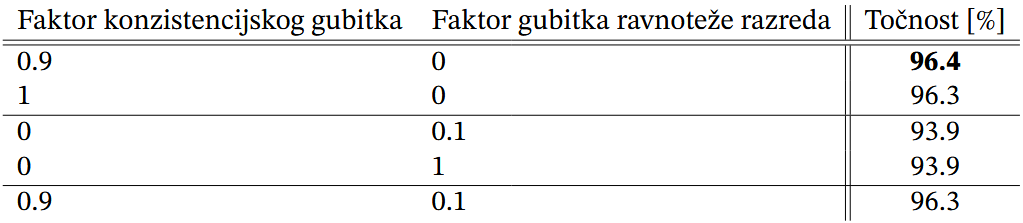 Faktor konzistencijskog gubitka Faktor gubitka ravnoteže razreda Točnost [%]
0.9 0 96.4
1 0 96.3
0 0.1 93.9
0 1 93.9
0.9 0.1 96.3